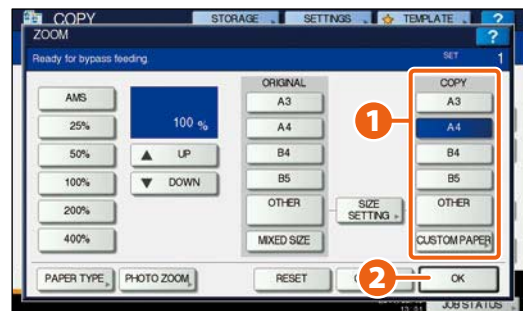 COPY STORAGE SETTINGS TEMPLATE ?
ZOOM ?
Ready for bypass feeding SET 1
ORIGINAL COPY
AMS 100 % A3 1 A3
25% A4 A4
50% UP B4 B4
100% DOWN B5 B5
200% OTHER SIZE SETTING OTHER
400% MIXED SIZE CUSTOM PAPER
PAPER TYPE PHOTO ZOOM RESET 2 OK
JOB STATUS